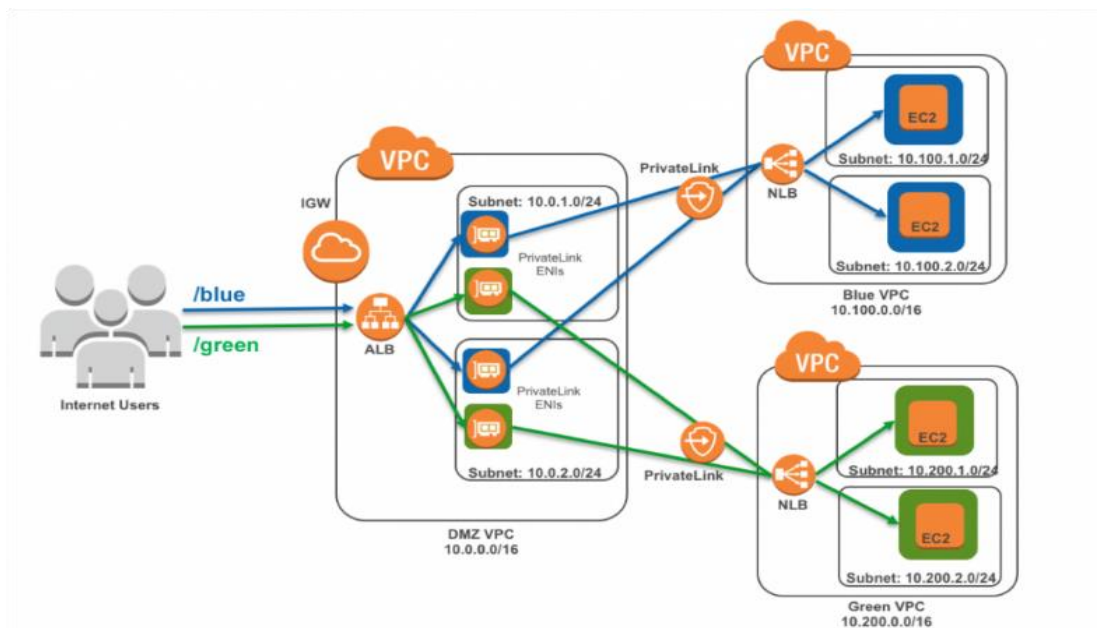 VPC
EC2
Subnet: 10.100.1.0/24
PrivateLink
NLB
EC2
Subnet: 10.100.2.0/24
Blue VPC
10.100.0.0/16
VPC
IGW
Subnet: 10.0.1.0/24
PrivateLink
ENIs
/blue
/green
ALB
Internet Users
PrivateLink
ENIs
Subnet: 10.0.2.0/24
DMZ VPC
10.0.0.0/16
VPC
EC2
Subnet: 10.200.1.0/24
PrivateLink
NLB
EC2
Subnet: 10.200.2.0/24
Green VPC
10.200.0.0/16